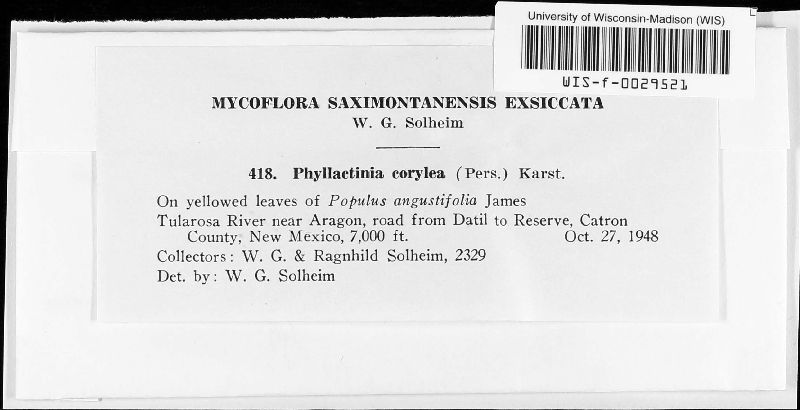 University of Wisconsin-Madison (WIS)
WIS-f-0029521
MYCOFLORA SAXIMONTANENSIS EXSICCATA
W. G. Solheim
418. Phyllactinia corylea (Pers.) Karst.
On yellowed leaves of Populus angustifolia James
Tularosa River near Aragon, road from Datil to Reserve, Catron
County, New Mexico, 7,000 ft. Oct. 27, 1948
Collectors: W. G. & Ragnhild Solheim, 2329
Det. by: W. G. Solheim